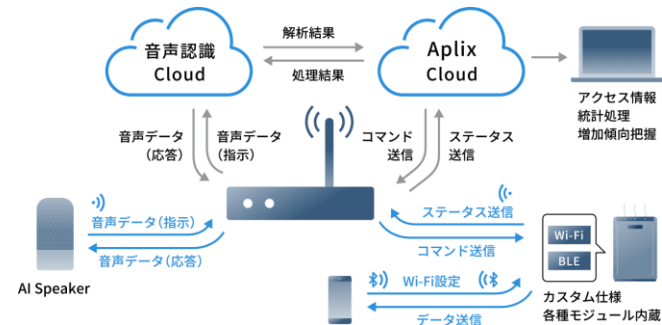 音声認識
Cloud
解析結果
処理結果
Aplix
Cloud
アクセス情報
統計処理
増加傾向把握
音声データ
(応答)
音声データ
(指示)
コマンド
送信
ステータス
送信
音声データ(指示)
音声データ(応答)
AI Speaker
ステータス送信
コマンド送信
Wi-Fi設定
データ送信
Wi-Fi
BLE
カスタム仕様
各種モジュール内蔵